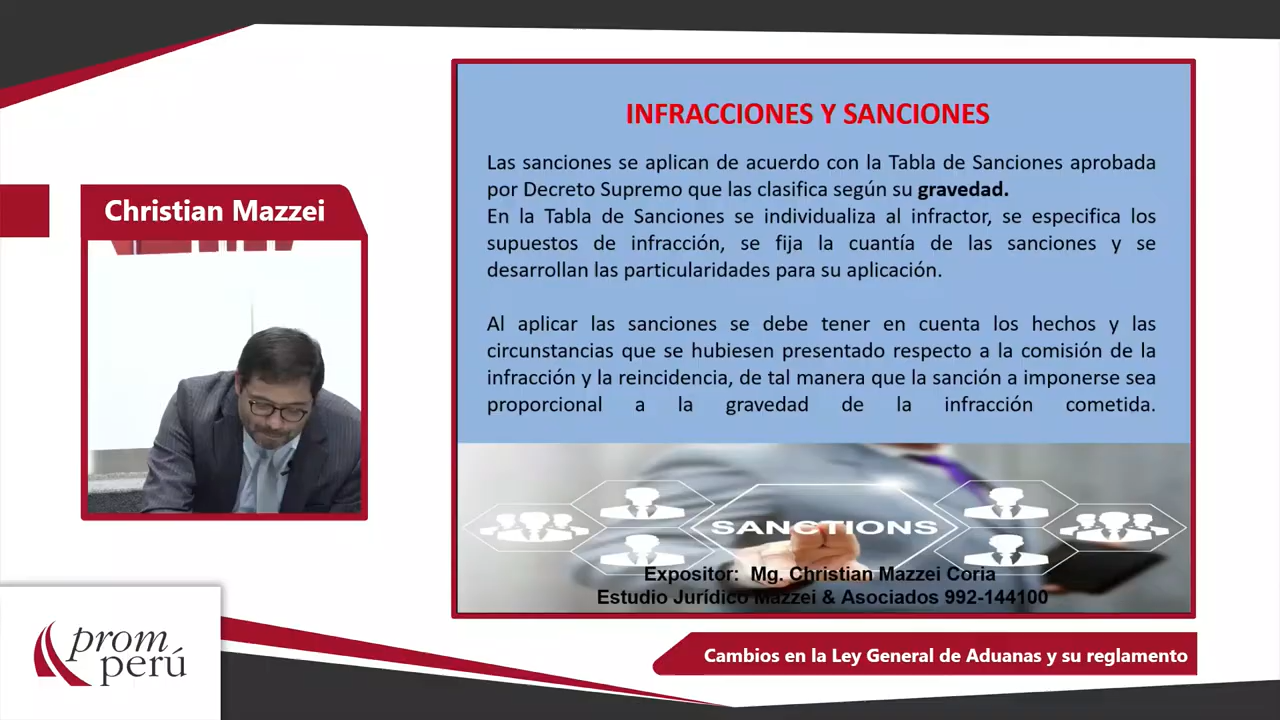 Christian Mazzei
INFRACCIONES Y SANCIONES
Las sanciones se aplican de acuerdo con la Tabla de Sanciones aprobada
por Decreto Supremo que las clasifica según su gravedad.
En la Tabla de Sanciones se individualiza al infractor, se especifica los
supuestos de infracción, se fija la cuantía de las sanciones y se
desarrollan las particularidades para su aplicación.
Al aplicar las sanciones se debe tener en cuenta los hechos y las
circunstancias que se hubiesen presentado respecto a la comisión de la
infracción y la reincidencia, de tal manera que la sanción a imponerse sea
proporcional a la gravedad de la infracción cometida.
SANCTIONS
Expositor: Mg. Christian Mazzei Coria
Estudio Jurídico Mazzei & Asociados 992-144100
prom
perú
Cambios en la Ley General de Aduanas y su reglamento